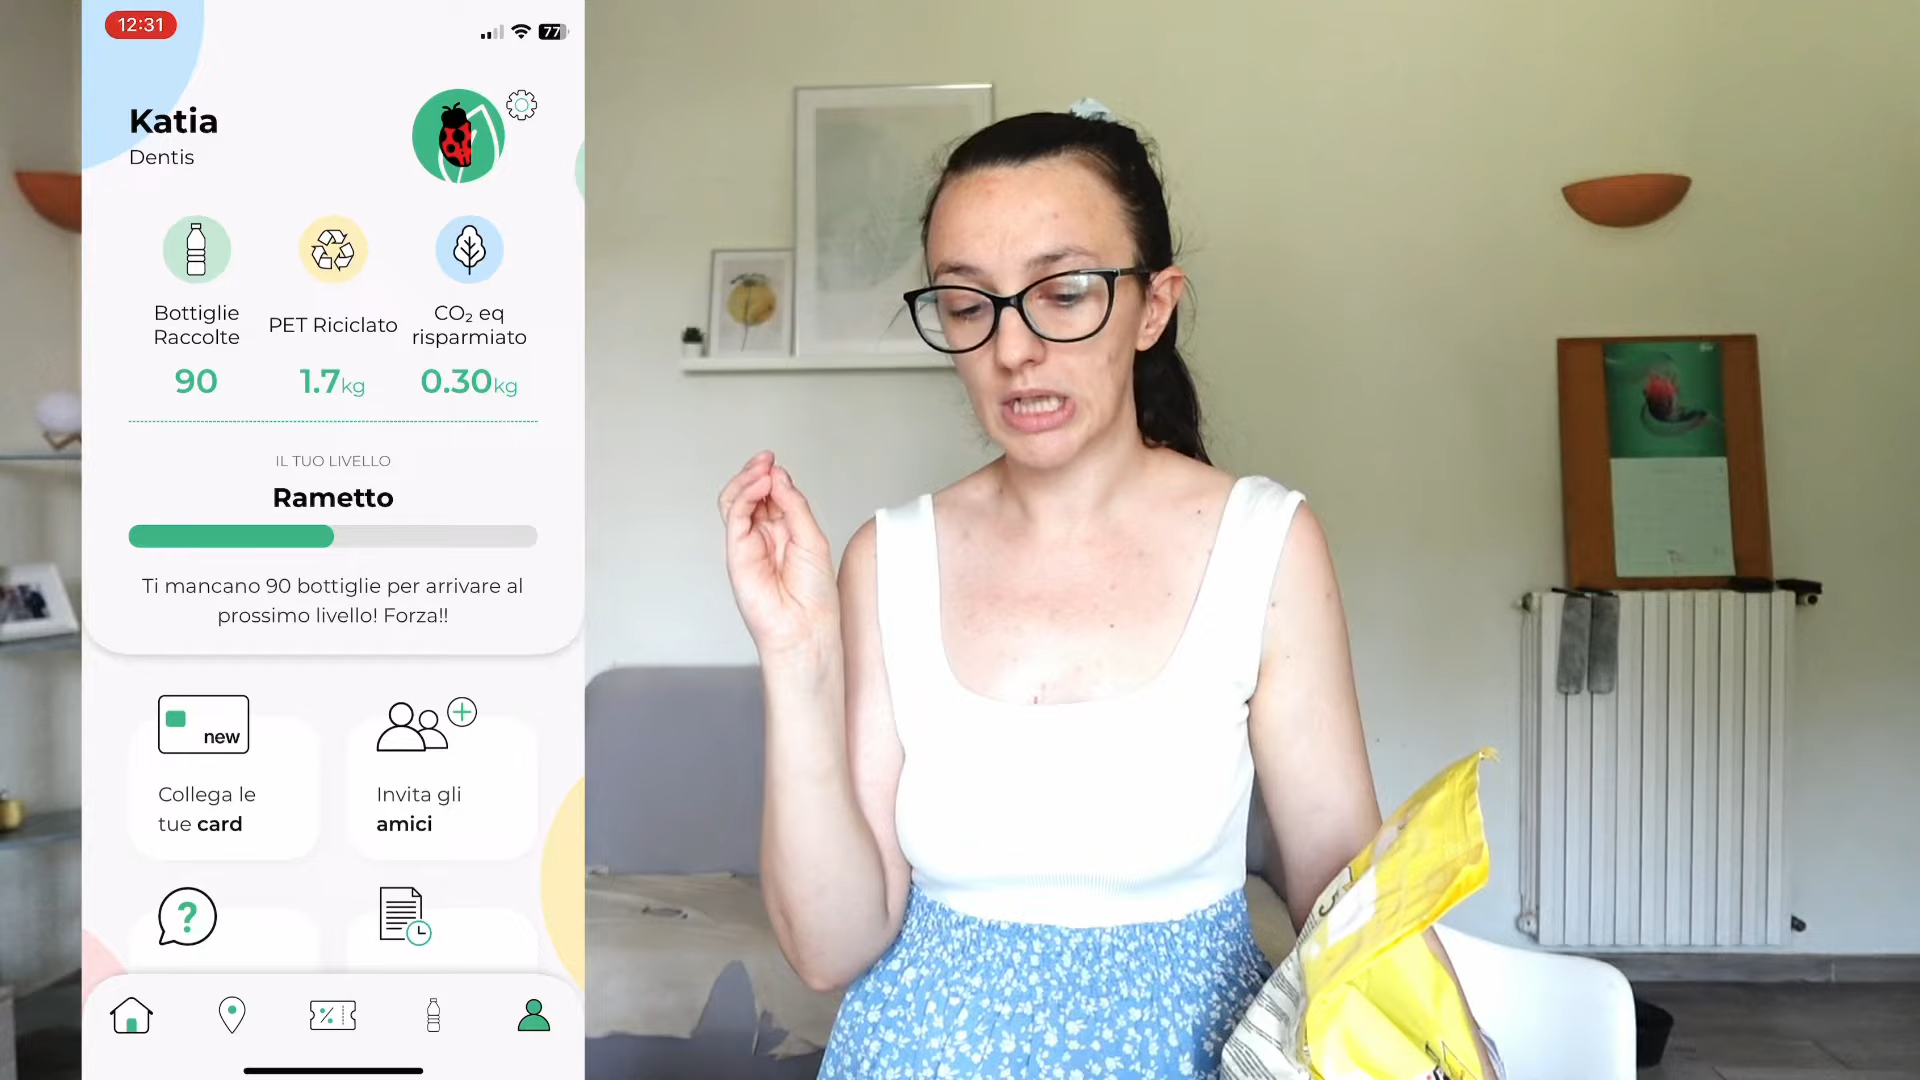 12:31
77
Katia
Dentis
Bottiglie
Raccolte
PET Riciclato
CO₂ eq
risparmiato
90
1.7kg
0.30kg
IL TUO LIVELLO
Rametto
Ti mancano 90 bottiglie per arrivare al
prossimo livello! Forza!!
new
Collega le
tue card
Invita gli
amici
?